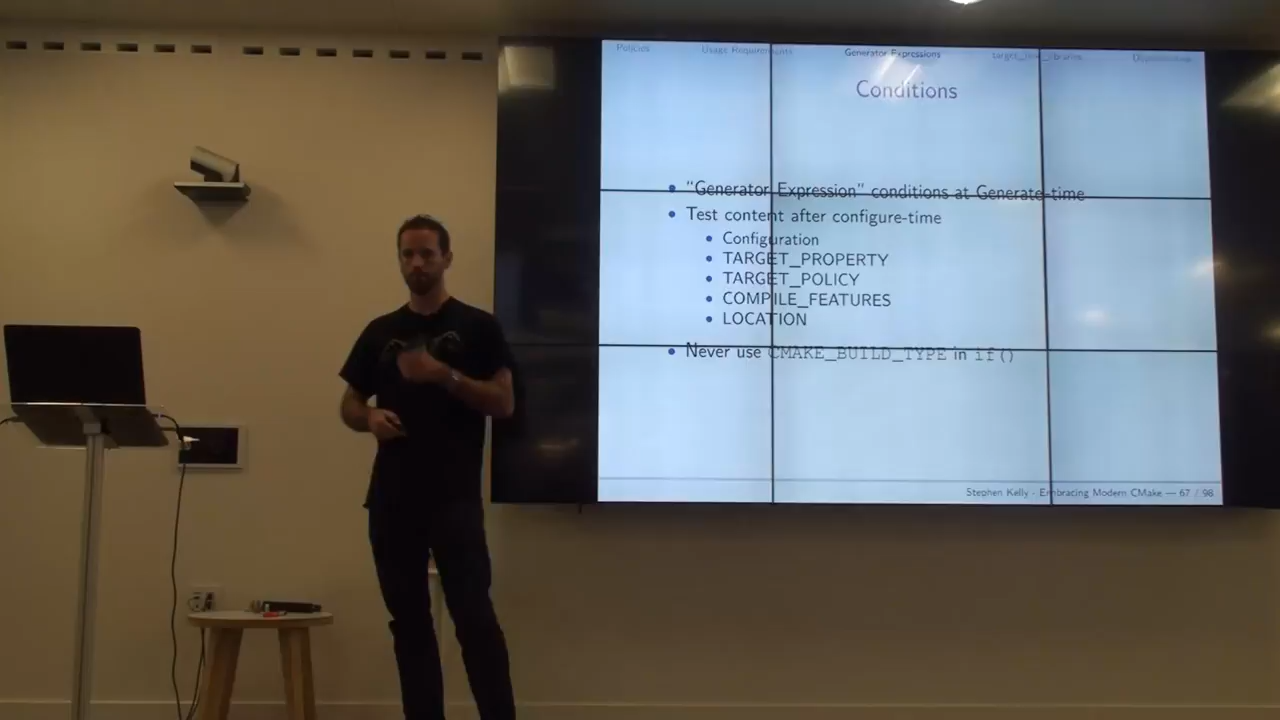 Policies Usage Requirements Generator Expressions target_link_libraries
Conditions
"Generator Expression" conditions at Generate-time
Test content after configure-time
Configuration
TARGET_PROPERTY
TARGET_POLICY
COMPILE_FEATURES
LOCATION
Never use CMAKE_BUILD_TYPE in if()
Stephen Kelly - Embracing Modern CMake — 67 / 98